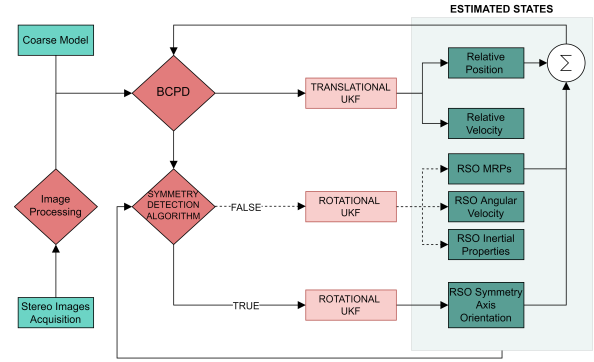 ESTIMATED STATES
Coarse Model
BCPD
TRANSLATIONAL
UKF
Relative
Position
Σ
Relative
Velocity
Image
Processing
SYMMETRY
DETECTION
ALGORITHM
FALSE
ROTATIONAL
UKF
RSO MRPs
RSO Angular
Velocity
RSO Inertial
Properties
Stereo Images
Acquisition
TRUE
ROTATIONAL
UKF
RSO Symmetry
Axis
Orientation